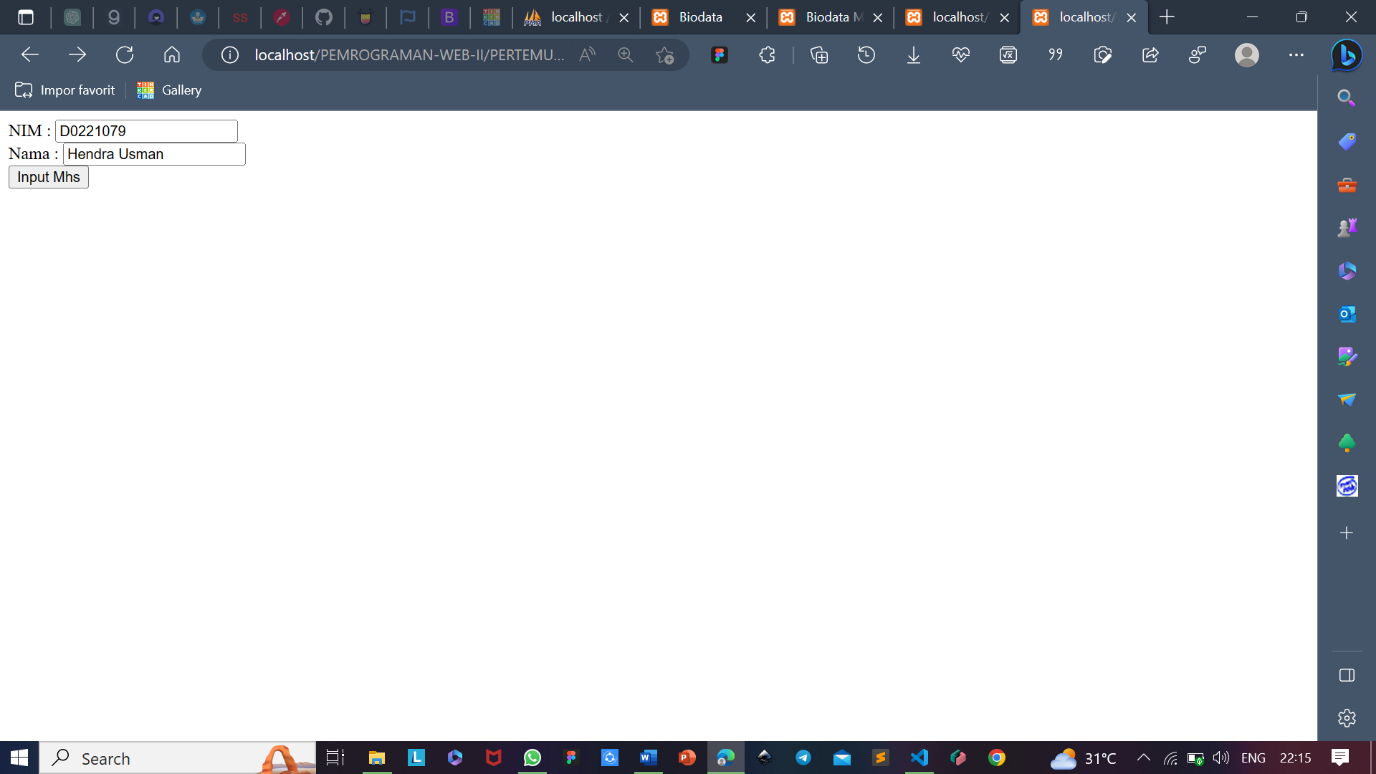 SS
B
localhost /
Biodata
Biodata M
localhost/
localhost/
localhost/PEMROGRAMAN-WEB-II/PERTEMU...
Impor favorit
Gallery
NIM : D0221079
Nama : Hendra Usman
Input Mhs
Search
31°C
ENG
22:15